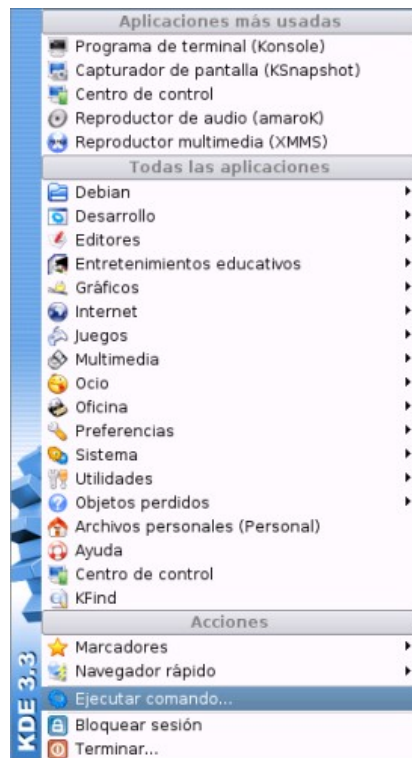 Aplicaciones más usadas
Programa de terminal (Konsole)
Capturador de pantalla (KSnapshot)
Centro de control
Reproductor de audio (amaroK)
Reproductor multimedia (XMMS)
Todas las aplicaciones
Debian
Desarrollo
Editores
Entretenimientos educativos
Gráficos
Internet
Juegos
Multimedia
Ocio
Oficina
Preferencias
Sistema
Utilidades
Objetos perdidos
Archivos personales (Personal)
Ayuda
Centro de control
KFind
Acciones
Marcadores
Navegador rápido
Ejecutar comando...
Bloquear sesión
Terminar...
KDE 3.3